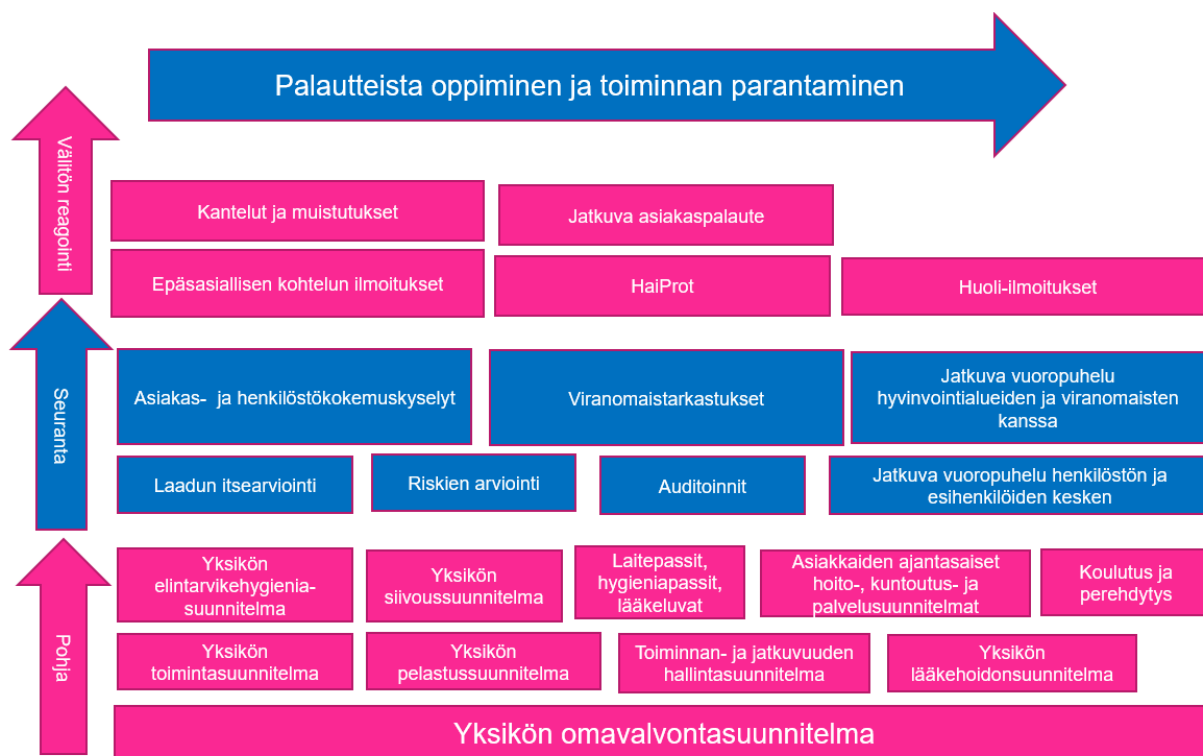 Palautteista oppiminen ja toiminnan parantaminen
Välitön reagointi
Kantelut ja muistutukset
Jatkuva asiakaspalaute
Epäsasiallisen kohtelun ilmoitukset
HaiProt
Huoli-ilmoitukset
Seuranta
Asiakas- ja henkilöstökokemuskyselyt
Viranomaistarkastukset
Jatkuva vuoropuhelu
hyvinvointialueiden ja viranomaisten
kanssa
Laadun itsearviointi
Riskien arviointi
Auditoinnit
Jatkuva vuoropuhelu henkilöstön ja
esihenkilöiden kesken
Pohja
Yksikön
elintarvikehygienia-
suunnitelma
Yksikön
siivoussuunnitelma
Laitepassit,
hygieniapassit,
lääkeluvat
Asiakkaiden ajantasaiset
hoito-, kuntoutus- ja
palvelusuunnitelmat
Koulutus ja
perehdytys
Yksikön
toimintasuunnitelma
Yksikön
pelastussuunnitelma
Toiminnan- ja jatkuvuuden
hallintasuunnitelma
Yksikön
lääkehoidonsuunnitelma
Yksikön omavalvontasuunnitelma